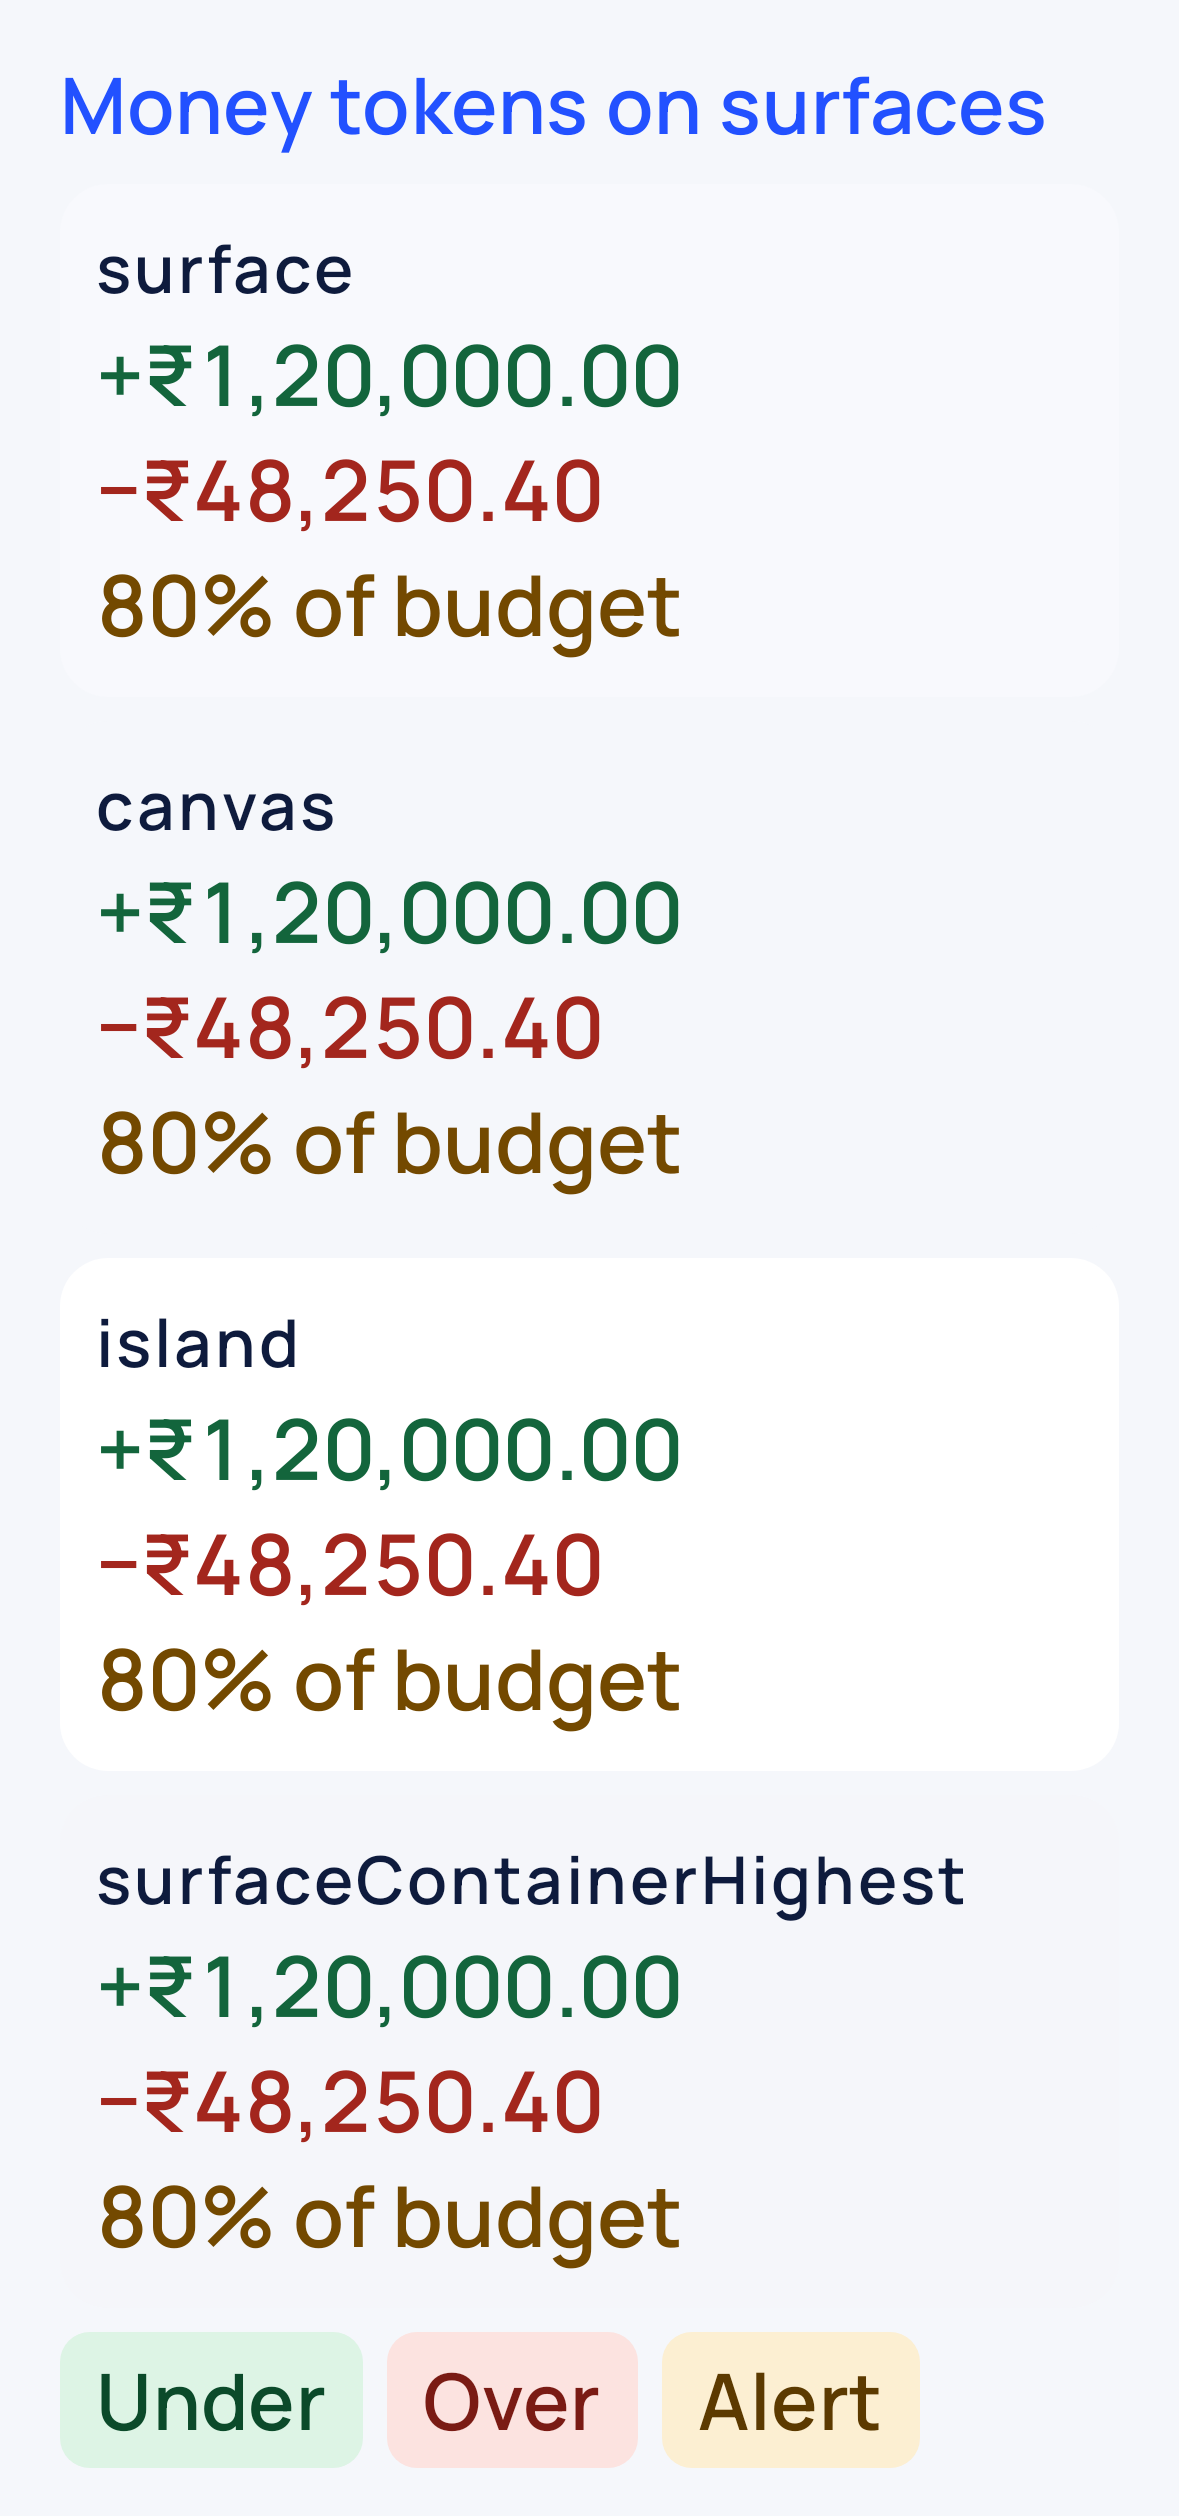 Money tokens on surfaces
surface
+₹1,20,000.00
−₹48,250.40
80% of budget
canvas
+₹1,20,000.00
−₹48,250.40
80% of budget
island
+₹1,20,000.00
−₹48,250.40
80% of budget
surfaceContainerHighest
+₹1,20,000.00
−₹48,250.40
80% of budget
Under Over Alert